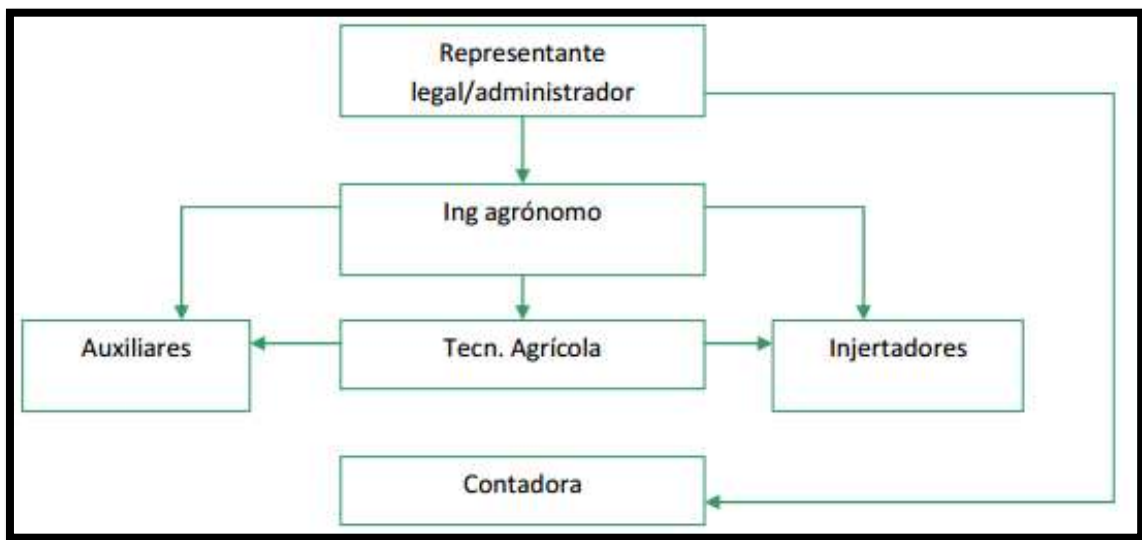 Representante
legal/administrador
Ing agrónomo
Auxiliares
Tecn. Agrícola
Injertadores
Contadora